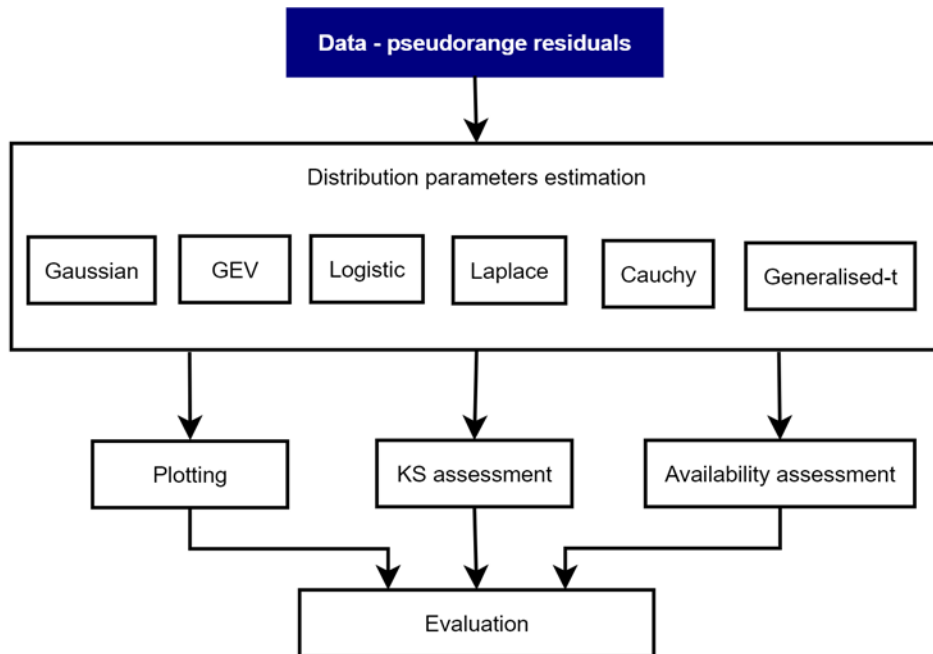 Data - pseudorange residuals
Distribution parameters estimation
Gaussian
GEV
Logistic
Laplace
Cauchy
Generalised-t
Plotting
KS assessment
Availability assessment
Evaluation